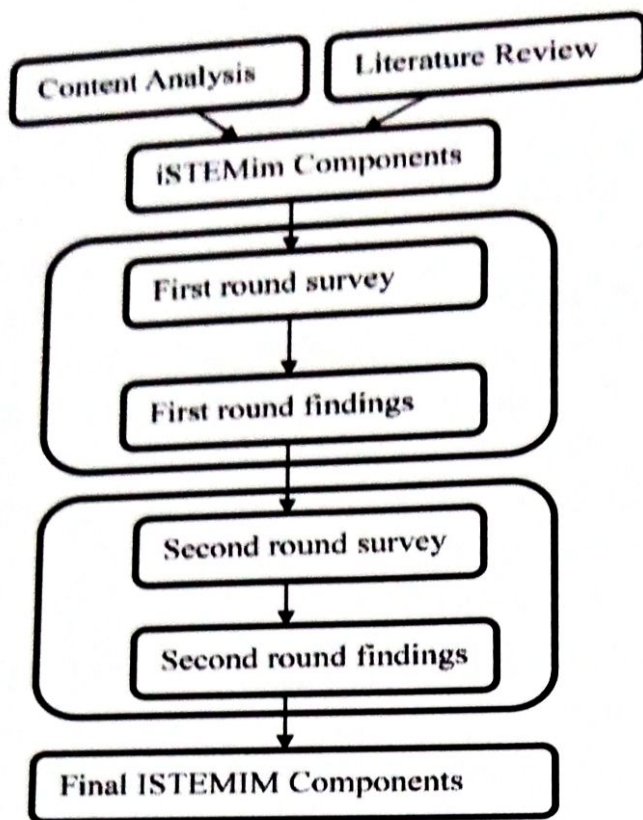 Content Analysis
Literature Review
iSTEMim Components
First round survey
First round findings
Second round survey
Second round findings
Final ISTEMIM Components